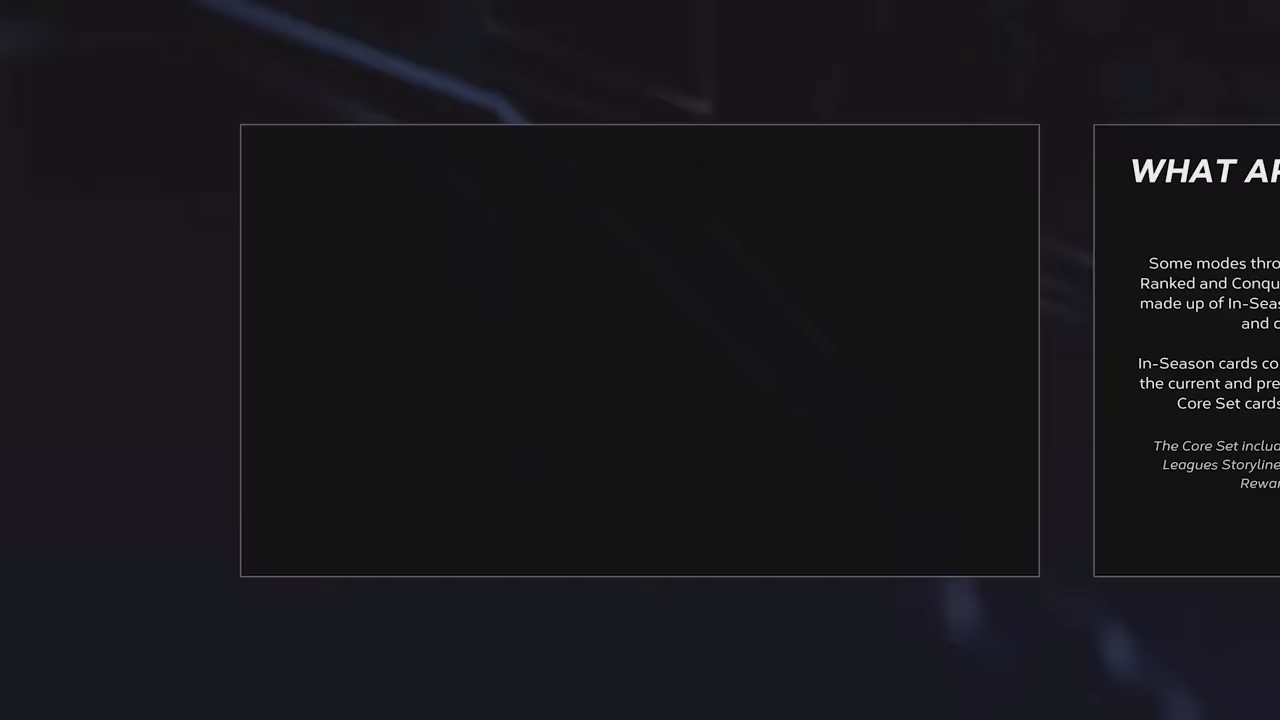 WHAT AR
Some modes thro
Ranked and Conqu
made up of In-Seas
and c
In-Season cards co
the current and pre
Core Set cards
The Core Set includ
Leagues Storyline
Rewar